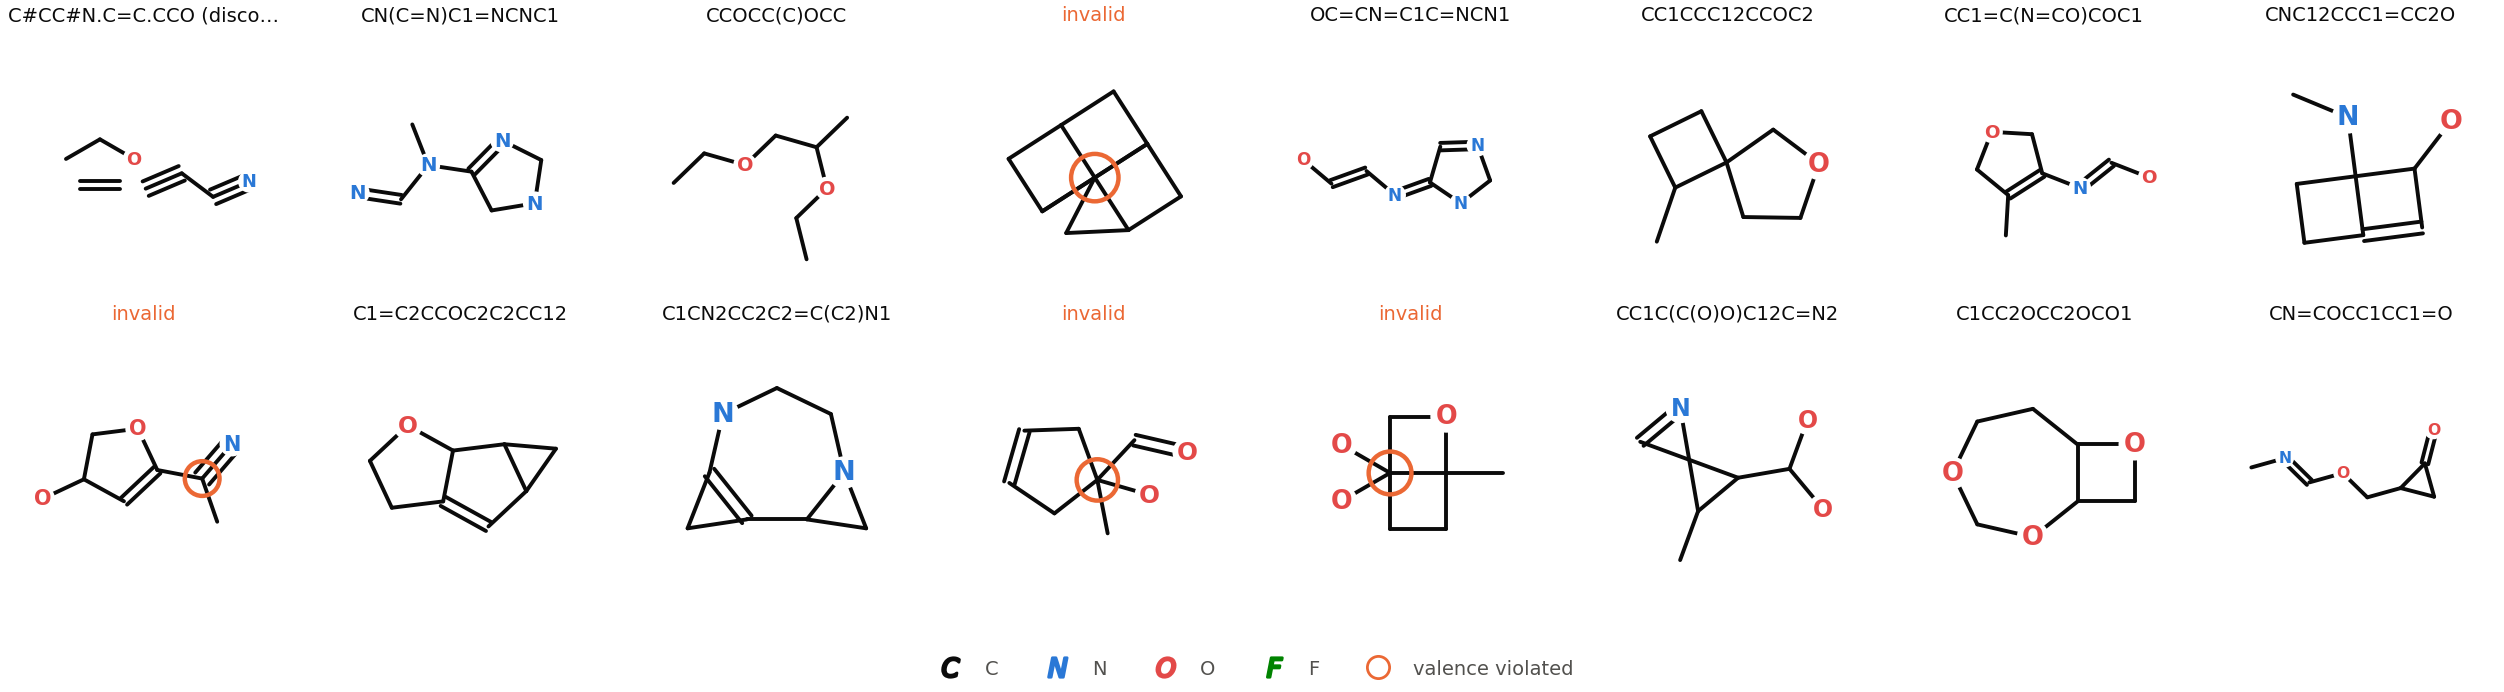 C#CC#N.C=C.CCO (disco...
CN(C=N)C1=NCNC1
CCOCC(C)OCC
invalid
OC=CN=C1C=NCN1
CC1CCC12CCOC2
CC1=C(N=CO)COC1
CNC12CCC1=CC2O
O
N
N
N
N
N
O
O
O
N
N
N
O
O
N
O
N
O
invalid
C1=C2CCOC2C2CC12
C1CN2CC2C2=C(C2)N1
invalid
invalid
CC1C(C(O)O)C12C=N2
C1CC2OCC2OCO1
CN=COCC1CC1=O
O
N
O
O
N
N
O
O
O
O
O
N
O
O
O
O
O
N
O
O
C C N N O O F F valence violated